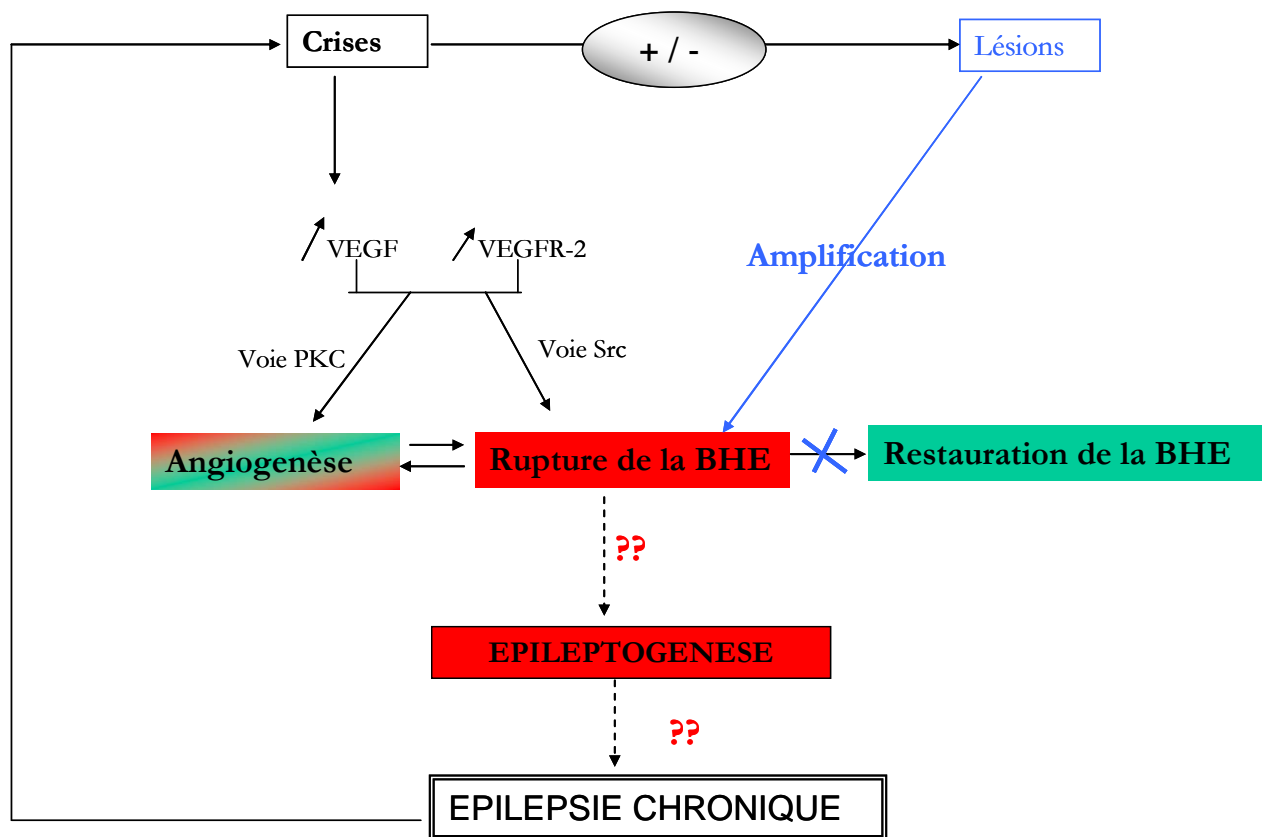 Crises
+ / -
Lésions
VEGF
VEGFR-2
Amplification
Voie PKC
Voie Src
Angiogenèse
Rupture de la BHE
Restauration de la BHE
??
EPILEPTOGENESE
??
EPILEPSIE CHRONIQUE